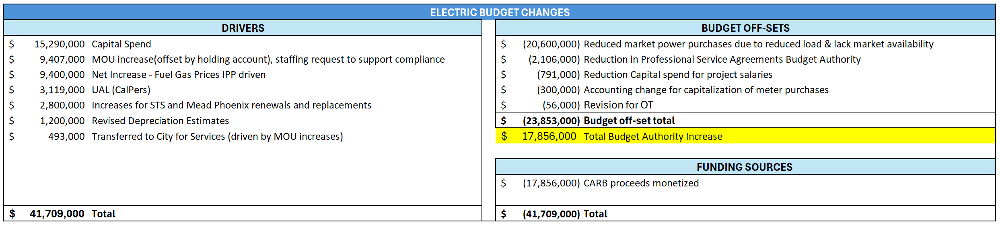 ELECTRIC BUDGET CHANGES
DRIVERS
$ 15,290,000 Capital Spend
$ 9,407,000 MOU increase(offset by holding account), staffing request to support compliance
$ 9,400,000 Net Increase - Fuel Gas Prices IPP driven
$ 3,119,000 UAL (CalPers)
$ 2,800,000 Increases for STS and Mead Phoenix renewals and replacements
$ 1,200,000 Revised Depreciation Estimates
$ 493,000 Transferred to City for Services (driven by MOU increases)
$ 41,709,000 Total
BUDGET OFF-SETS
$ (20,600,000) Reduced market power purchases due to reduced load & lack market availability
$ (2,106,000) Reduction in Professional Service Agreements Budget Authority
$ (791,000) Reduction Capital spend for project salaries
$ (300,000) Accounting change for capitalization of meter purchases
$ (56,000) Revision for OT
$ (23,853,000) Budget off-set total
$ 17,856,000 Total Budget Authority Increase
FUNDING SOURCES
$ (17,856,000) CARB proceeds monetized
$ (41,709,000) Total